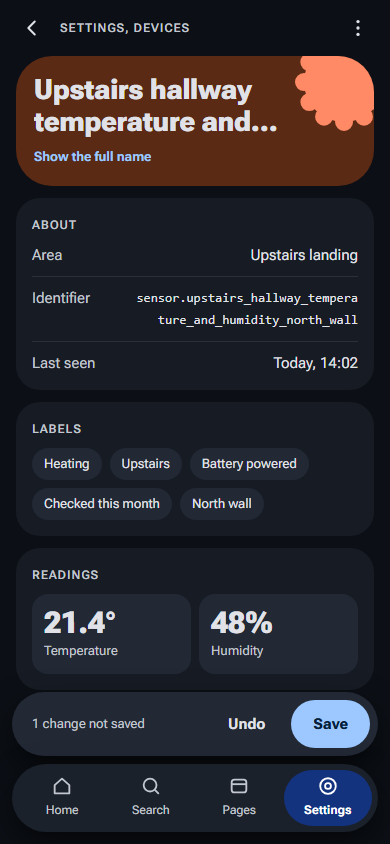 SETTINGS, DEVICES
Upstairs hallway
temperature and...
Show the full name
ABOUT
Area Upstairs landing
Identifier sensor.upstairs_hallway_tempera
ture_and_humidity_north_wall
Last seen Today, 14:02
LABELS
Heating Upstairs Battery powered
Checked this month North wall
READINGS
21.4° 48%
Temperature Humidity
1 change not saved Undo Save
Home Search Pages Settings